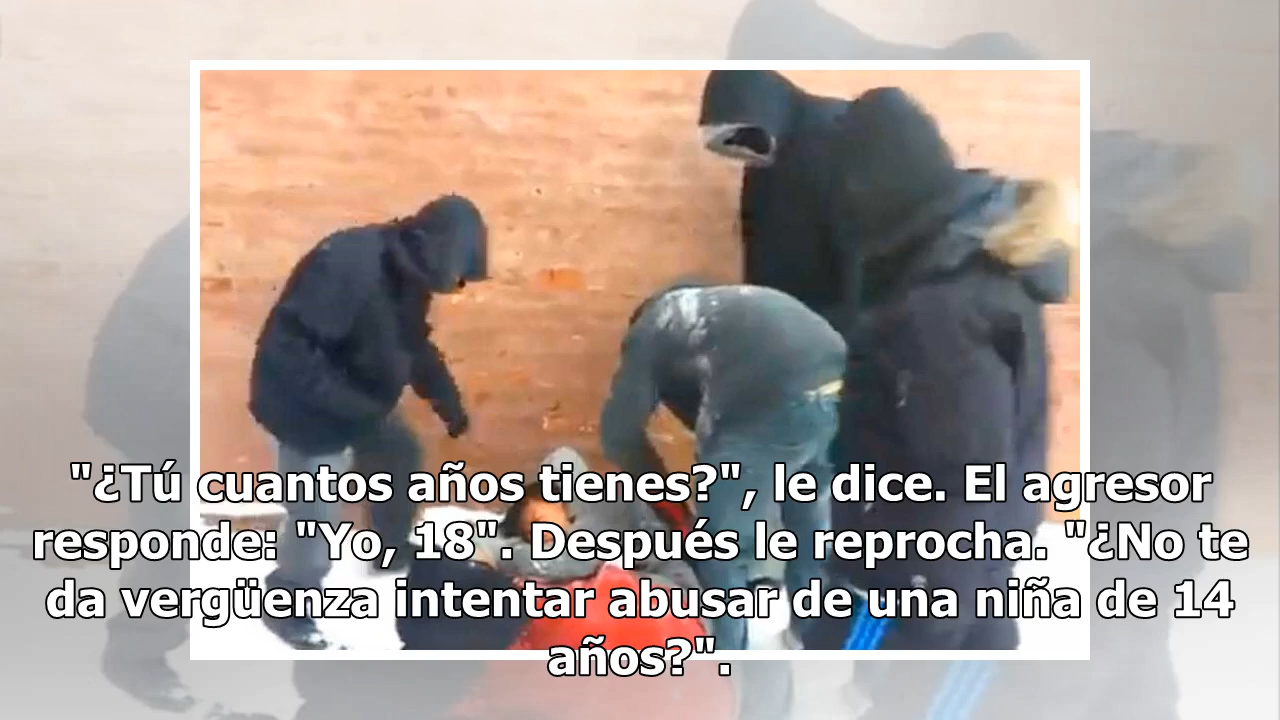 "¿Tú cuantos años tienes?", le dice. El agresor
responde: "Yo, 18". Después le reprocha. "¿No te
da vergüenza intentar abusar de una niña de 14
años?".